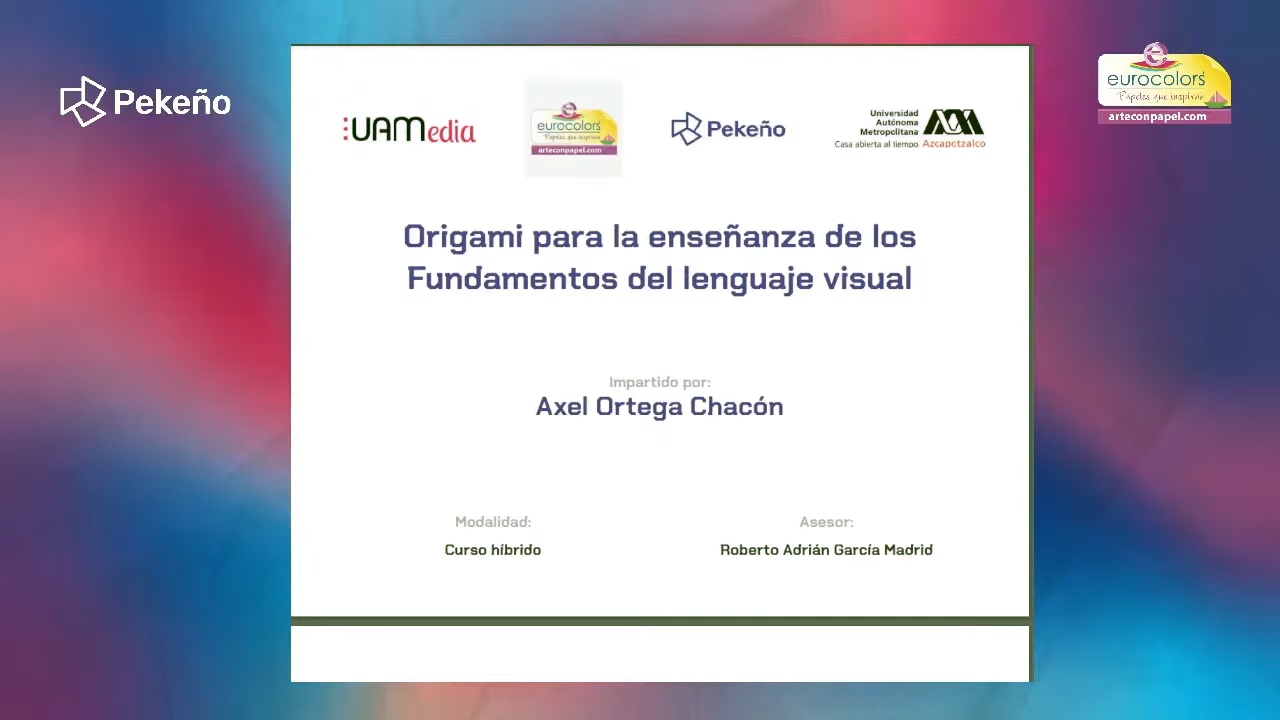 Pekeño
eurocolors
Papeles que inspiran
arteconpapel.com
UAMedia
eurocolors
Papeles que inspiran
arteconpapel.com
Pekeño
Universidad
Autónoma
Metropolitana
Casa abierta al tiempo Azcapotzalco
Origami para la enseñanza de los
Fundamentos del lenguaje visual
Impartido por:
Axel Ortega Chacón
Modalidad:
Asesor:
Curso híbrido
Roberto Adrián García Madrid